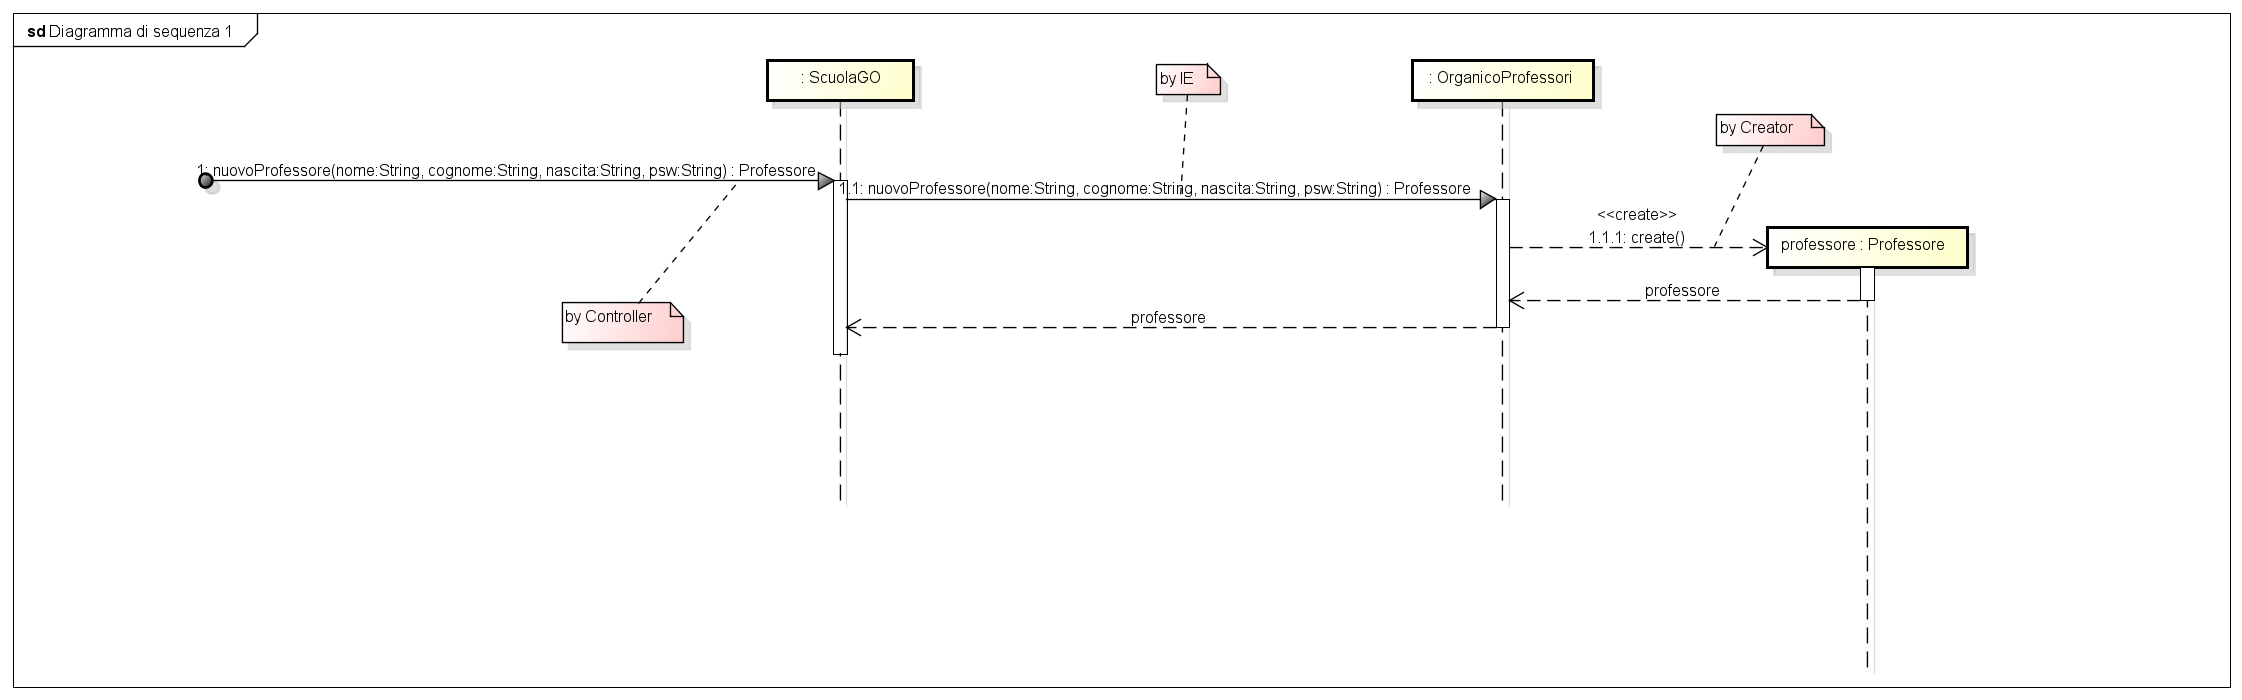 sd Diagramma di sequenza 1
: ScuolaGO
by IE
: OrganicoProfessori
by Creator
1: nuovoProfessore(nome:String, cognome:String, nascita:String, psw:String) : Professore
1.1: nuovoProfessore(nome:String, cognome:String, nascita:String, psw:String) : Professore
<<create>>
1.1.1: create()
professore : Professore
professore
by Controller
professore